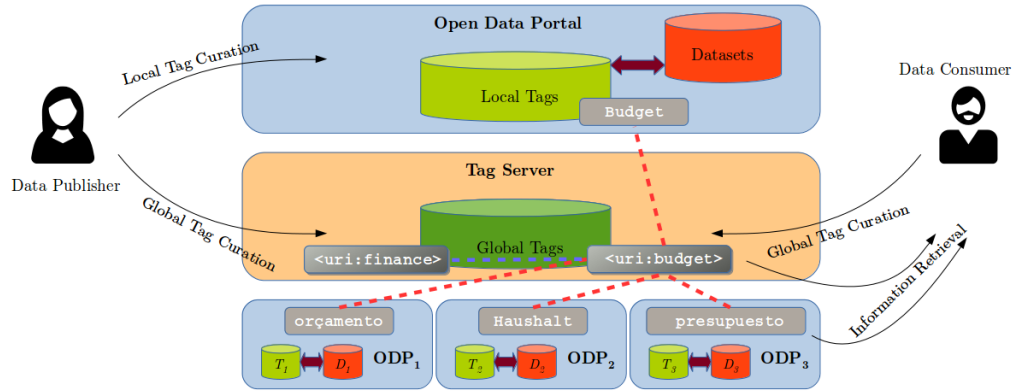 Open Data Portal
Local Tag Curation
Datasets
Data Consumer
Local Tags
Budget
Data Publisher
Tag Server
Global Tag Curation
Global Tags
Global Tag Curation
<uri:finance>
<uri:budget>
Information Retrieval
orçamento
Haushalt
presupuesto
T1
D1
ODP1
T2
D2
ODP2
T3
D3
ODP3